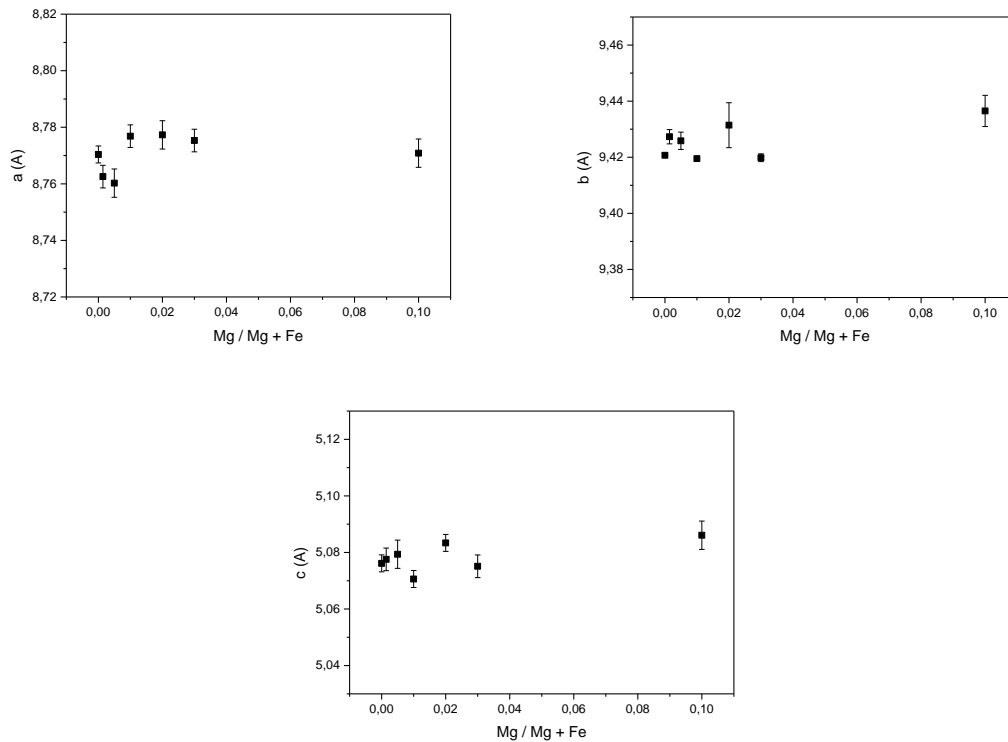 8,82
8,80
8,78
8,76
8,74
8,72
a (A)
0,00 0,02 0,04 0,06 0,08 0,10
Mg / Mg + Fe
9,46
9,44
9,42
9,40
9,38
b (A)
0,00 0,02 0,04 0,06 0,08 0,10
Mg / Mg + Fe
5,12
5,10
5,08
5,06
5,04
c (A)
0,00 0,02 0,04 0,06 0,08 0,10
Mg / Mg + Fe